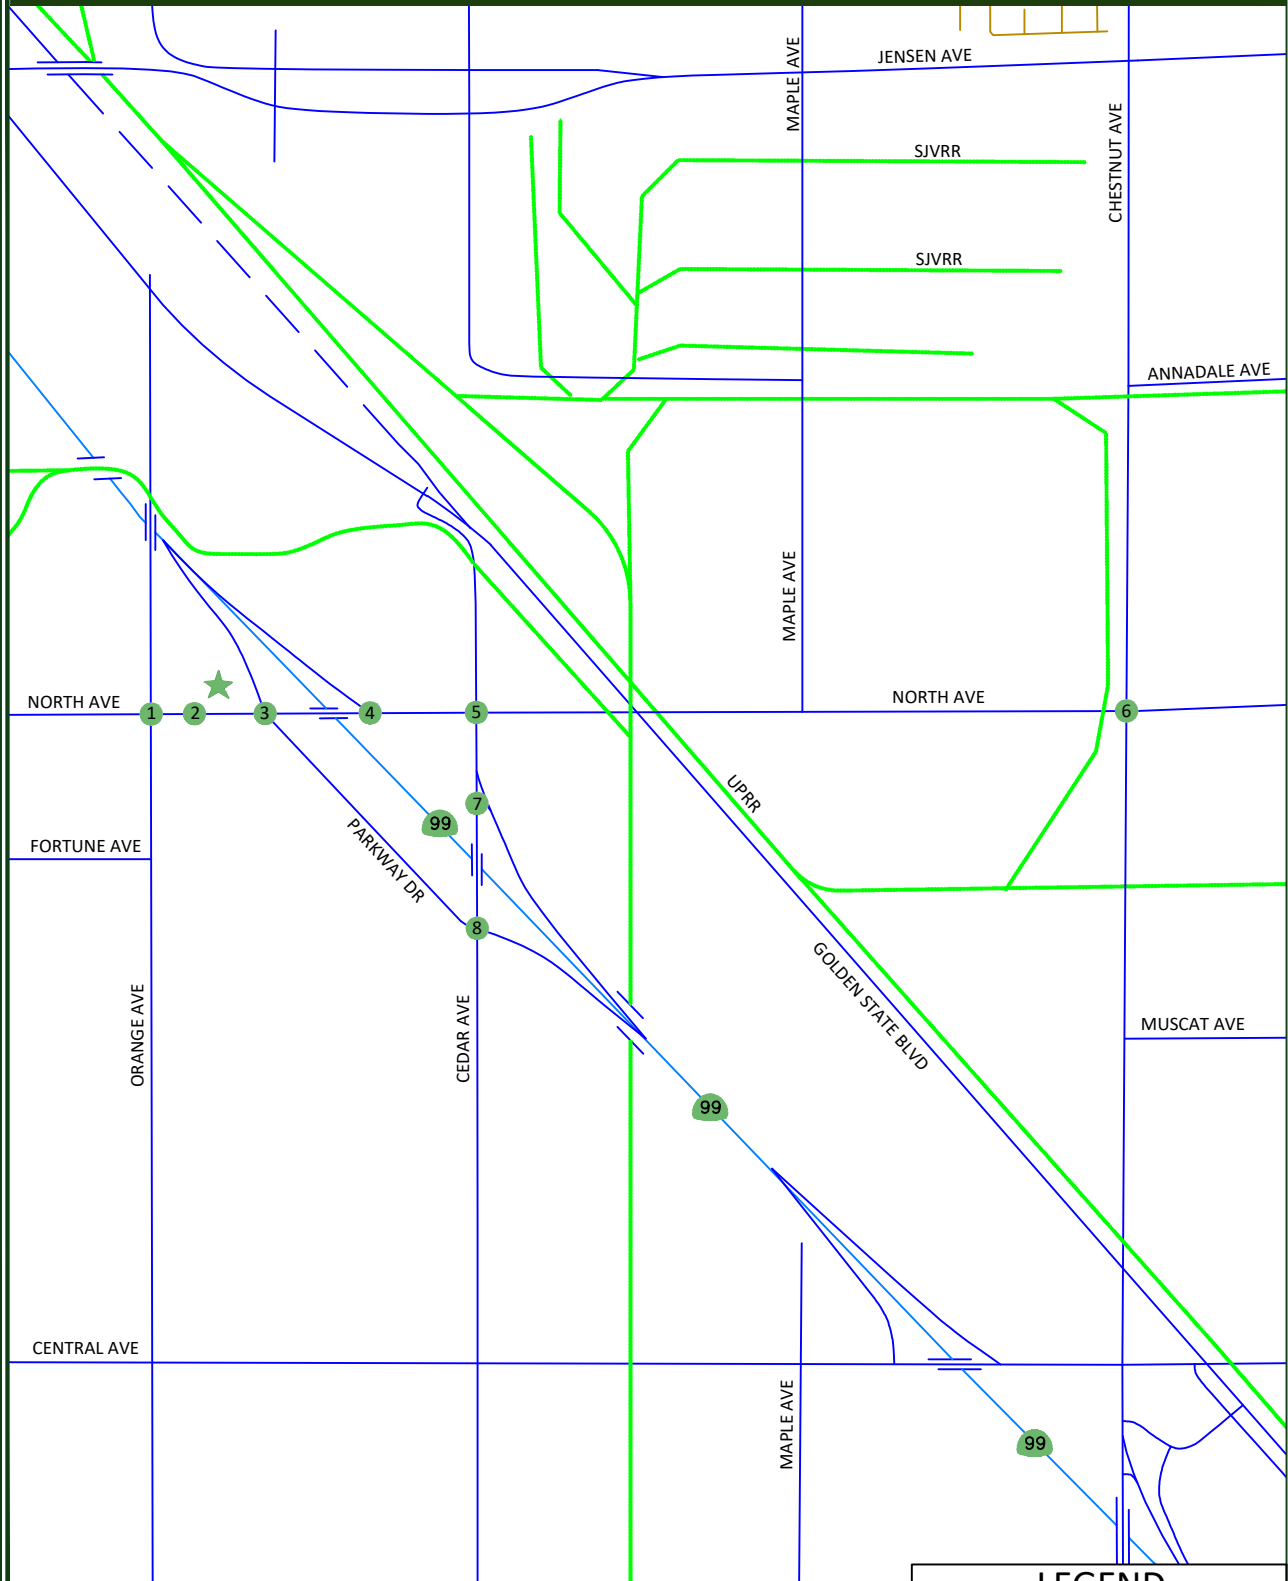 JENSEN AVE
MAPLE AVE
CHESTNUT AVE
SJVRR
SJVRR
ANNADALE AVE
MAPLE AVE
NORTH AVE
NORTH AVE
1
2
3
4
5
6
UPRR
7
99
PARKWAY DR
FORTUNE AVE
8
GOLDEN STATE BLVD
ORANGE AVE
CEDAR AVE
MUSCAT AVE
99
CENTRAL AVE
MAPLE AVE
99
LEGEND